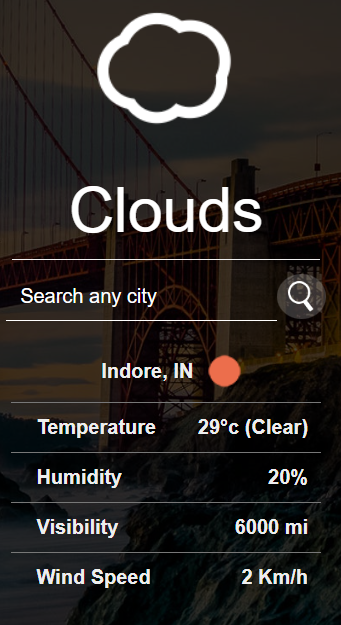 Clouds
Search any city
Indore, IN
Temperature 29°c (Clear)
Humidity 20%
Visibility 6000 mi
Wind Speed 2 Km/h